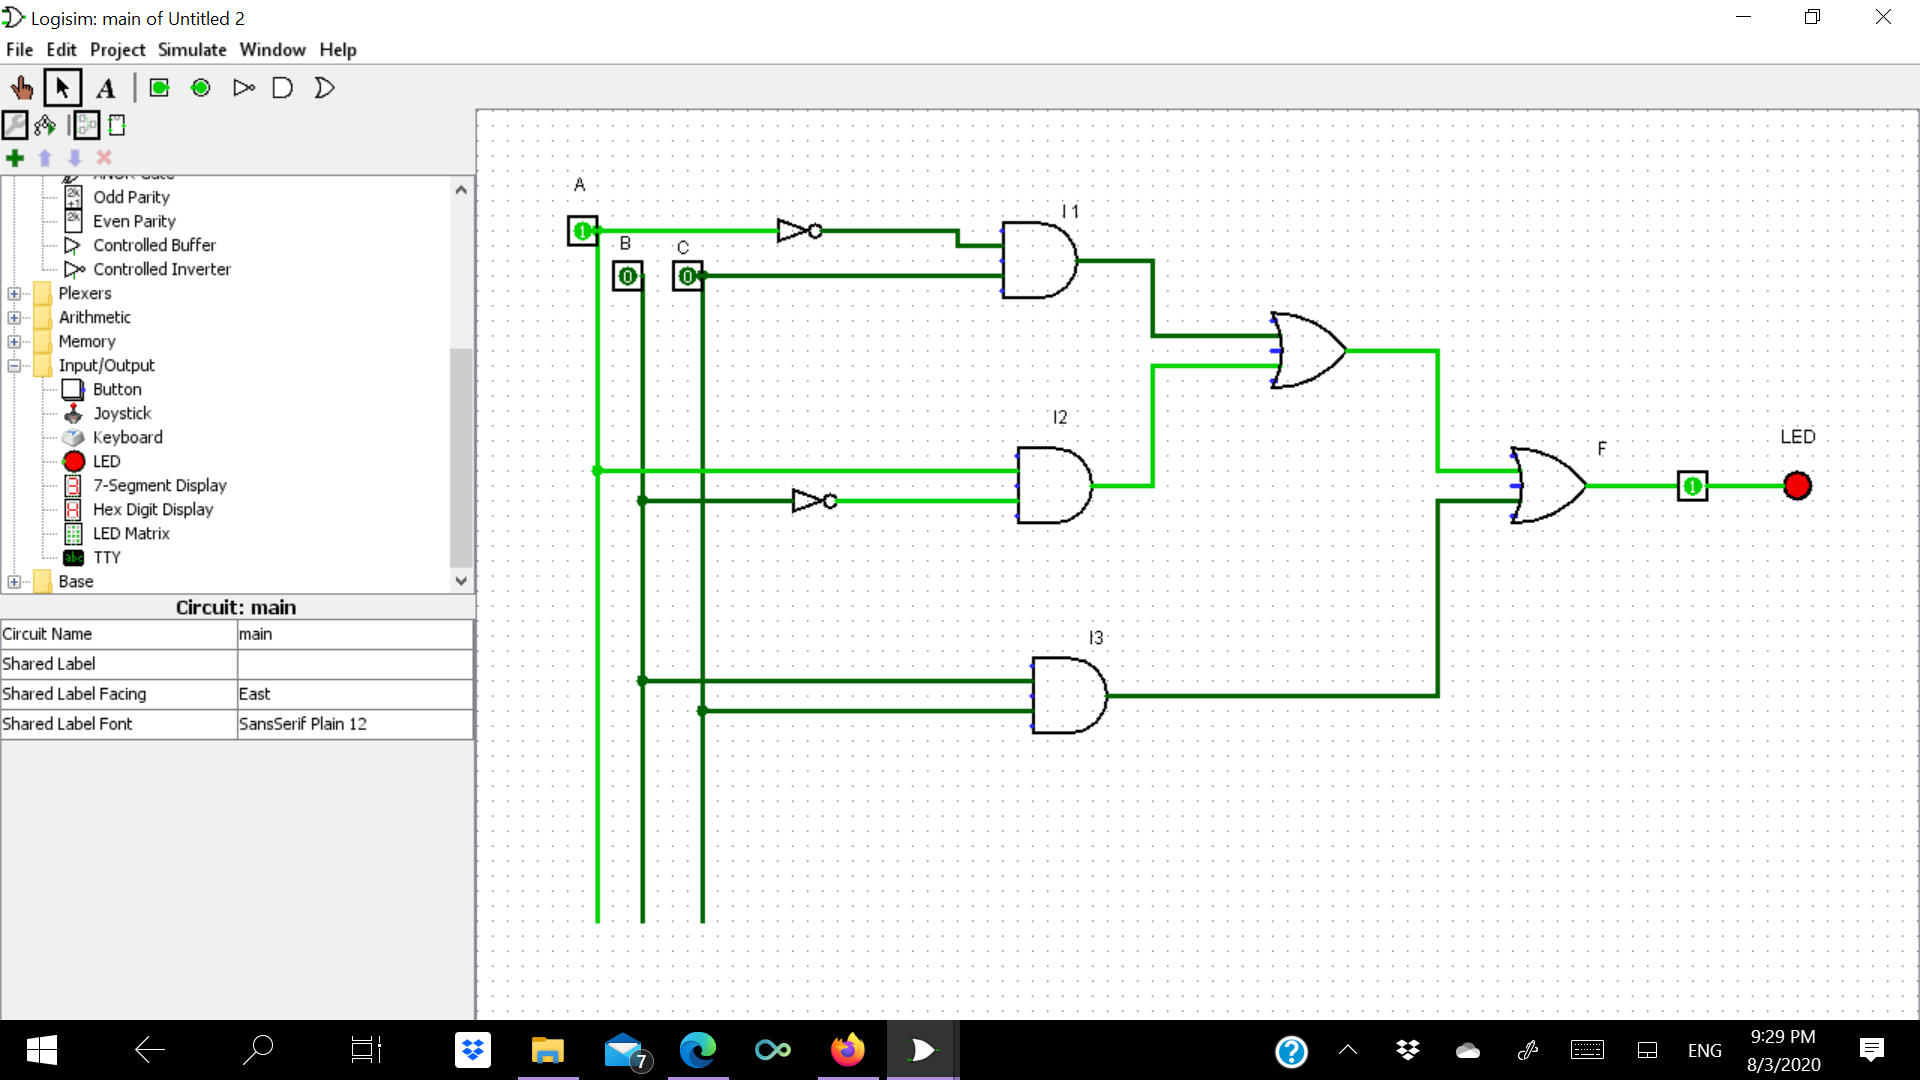 Logisim: main of Untitled 2
File Edit Project Simulate Window Help
A
Odd Parity
Even Parity
Controlled Buffer
Controlled Inverter
Plexers
Arithmetic
Memory
Input/Output
Button
Joystick
Keyboard
LED
7-Segment Display
Hex Digit Display
LED Matrix
TTY
Base
Circuit: main
Circuit Name main
Shared Label
Shared Label Facing East
Shared Label Font SansSerif Plain 12
A
1
B
0
C
0
I1
I2
I3
F
1
LED
7
ENG
9:29 PM
8/3/2020